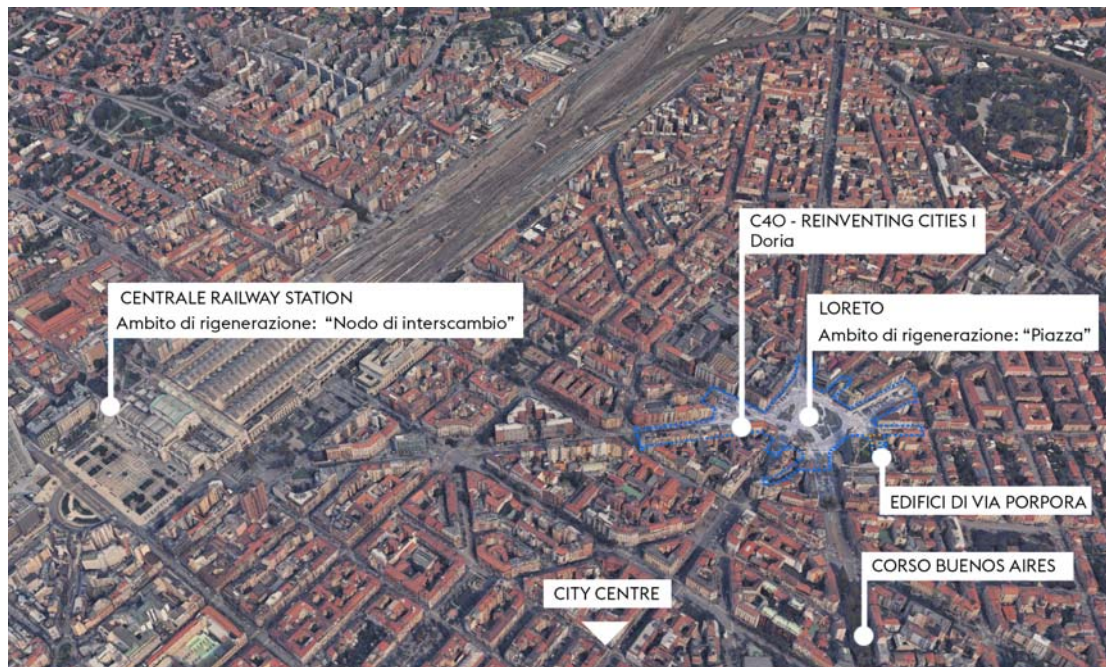 C40 - REINVENTING CITIES I
Doria
CENTRALE RAILWAY STATION
Ambito di rigenerazione: “Nodo di interscambio”
LORETO
Ambito di rigenerazione: “Piazza”
EDIFICI DI VIA PORPORA
CORSO BUENOS AIRES
CITY CENTRE